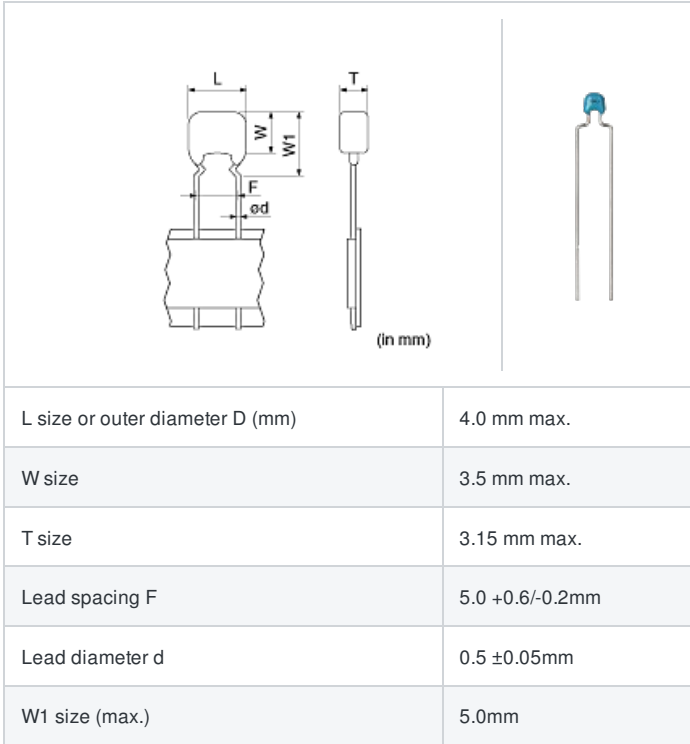 L
T
W
W1
F
ød
(in mm)
L size or outer diameter D (mm) 4.0 mm max.
W size 3.5 mm max.
T size 3.15 mm max.
Lead spacing F 5.0 +0.6/-0.2mm
Lead diameter d 0.5 ±0.05mm
W1 size (max.) 5.0mm